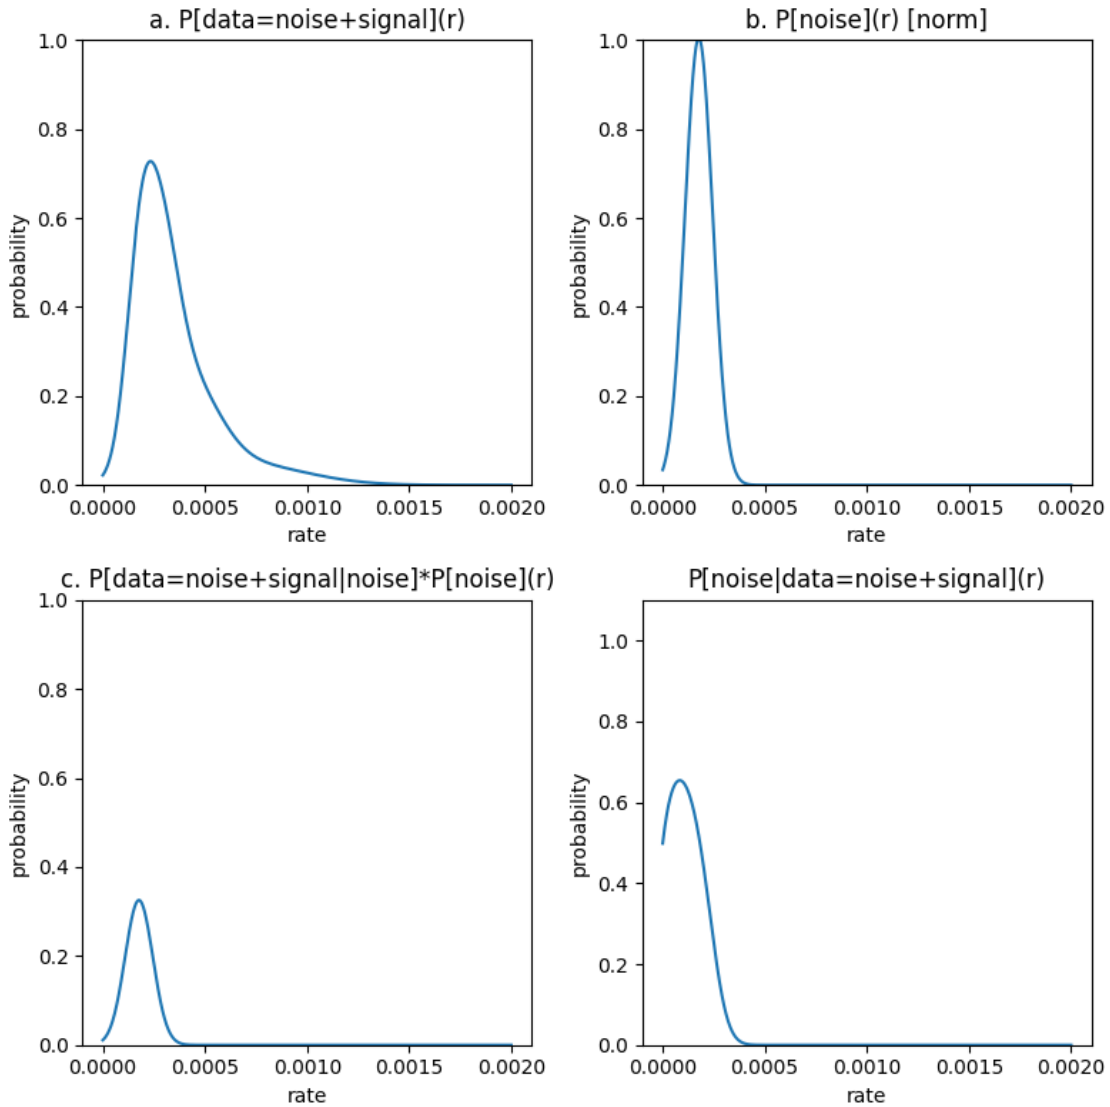 a. P[data=noise+signal](r)
1.0
0.8
0.6
0.4
0.2
0.0
probability
0.0000 0.0005 0.0010 0.0015 0.0020
rate
b. P[noise](r) [norm]
1.0
0.8
0.6
0.4
0.2
0.0
probability
0.0000 0.0005 0.0010 0.0015 0.0020
rate
c. P[data=noise+signal|noise]*P[noise](r)
1.0
0.8
0.6
0.4
0.2
0.0
probability
0.0000 0.0005 0.0010 0.0015 0.0020
rate
P[noise|data=noise+signal](r)
1.0
0.8
0.6
0.4
0.2
0.0
probability
0.0000 0.0005 0.0010 0.0015 0.0020
rate